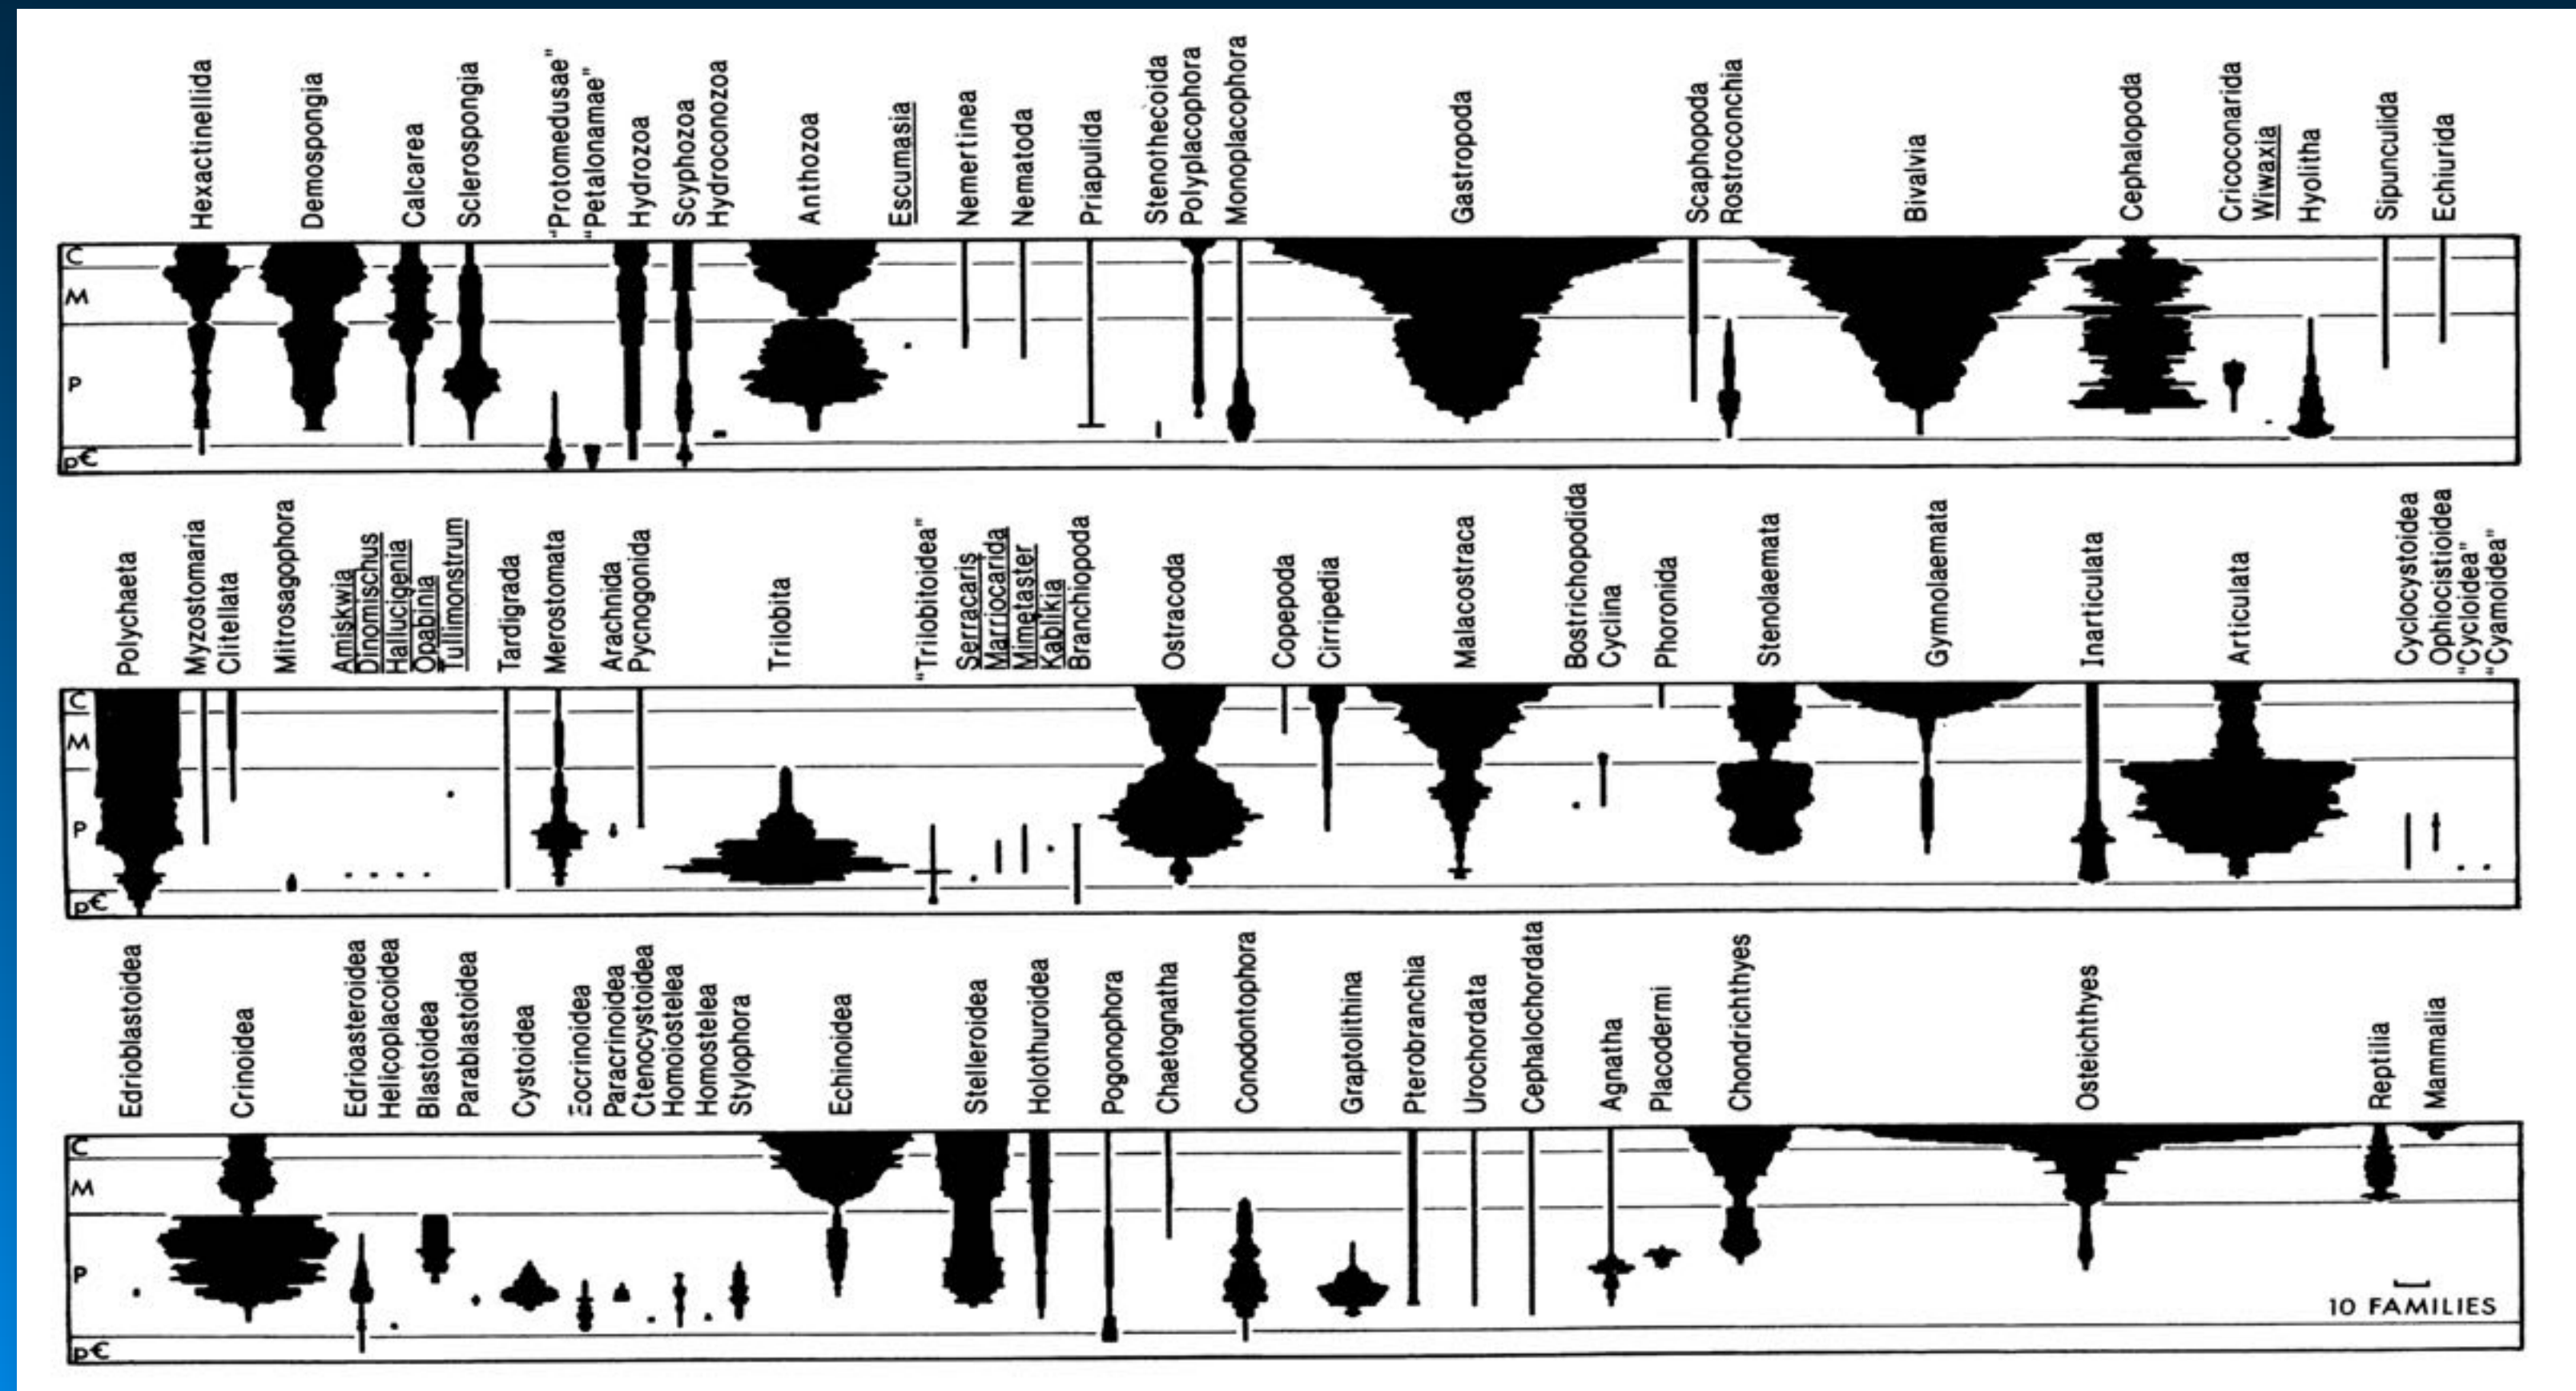 Hexactinellida
Demospongia
Calcarea
Sclerospongia
"Protomedusae"
"Petalonamae"
Hydrozoa
Scyphozoa
Hydroconozoa
Anthozoa
Escumasia
Nemertinea
Nematoda
Priapulida
Stenothecoida
Polyplacophora
Monoplacophora
Gastropoda
Scaphopoda
Rostroconchia
Bivalvia
Cephalopoda
Cricoconarida
Wiwaxia
Hyolitha
Sipunculida
Echiurida
C
M
P
p€
Polychaeta
Myzostomaria
Clitellata
Mitrosagophora
Amiskwia
Dinomischus
Hallucigenia
Opabinia
Tullimonstrum
Tardigrada
Merostomata
Arachnida
Pycnogonida
Trilobita
"Trilobitoidea"
Serracaris
Marriocarida
Mimetaster
Kablikia
Branchiopoda
Ostracoda
Copepoda
Cirripedia
Malacostraca
Bostrichopodida
Cyclina
Phoronida
Stenolaemata
Gymnolaemata
Inarticulata
Articulata
Cyclocystoidea
Ophiocistioidea
"Cycloidea"
"Cyamoidea"
C
M
P
p€
Edrioblastoidea
Crinoidea
Edrioasteroidea
Helicoplacoidea
Blastoidea
Parablastoidea
Cystoidea
Eocrinoidea
Paracrinoidea
Ctenocystoidea
Homoiostelea
Homostelea
Stylophora
Echinoidea
Stelleroidea
Holothuroidea
Pogonophora
Chaetognatha
Conodontophora
Graptolithina
Pterobranchia
Urochordata
Cephalochordata
Agnatha
Placodermi
Chondrichthyes
Osteichthyes
Reptilia
Mammalia
C
M
P
p€
10 FAMILIES